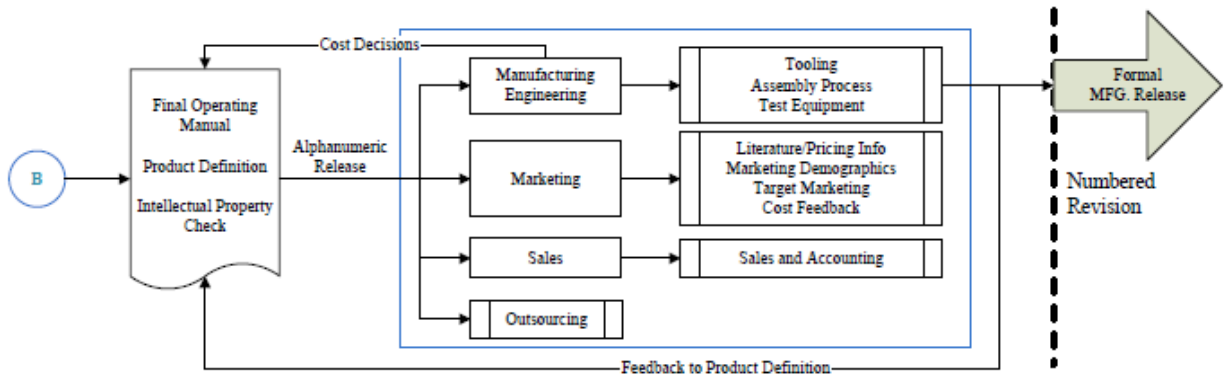 Cost Decisions
B
Final Operating
Manual
Product Definition
Intellectual Property
Check
Alphanumeric
Release
Manufacturing
Engineering
Tooling
Assembly Process
Test Equipment
Marketing
Literature/Pricing Info
Marketing Demographics
Target Marketing
Cost Feedback
Sales
Sales and Accounting
Outsourcing
Feedback to Product Definition
Formal
MFG. Release
Numbered
Revision